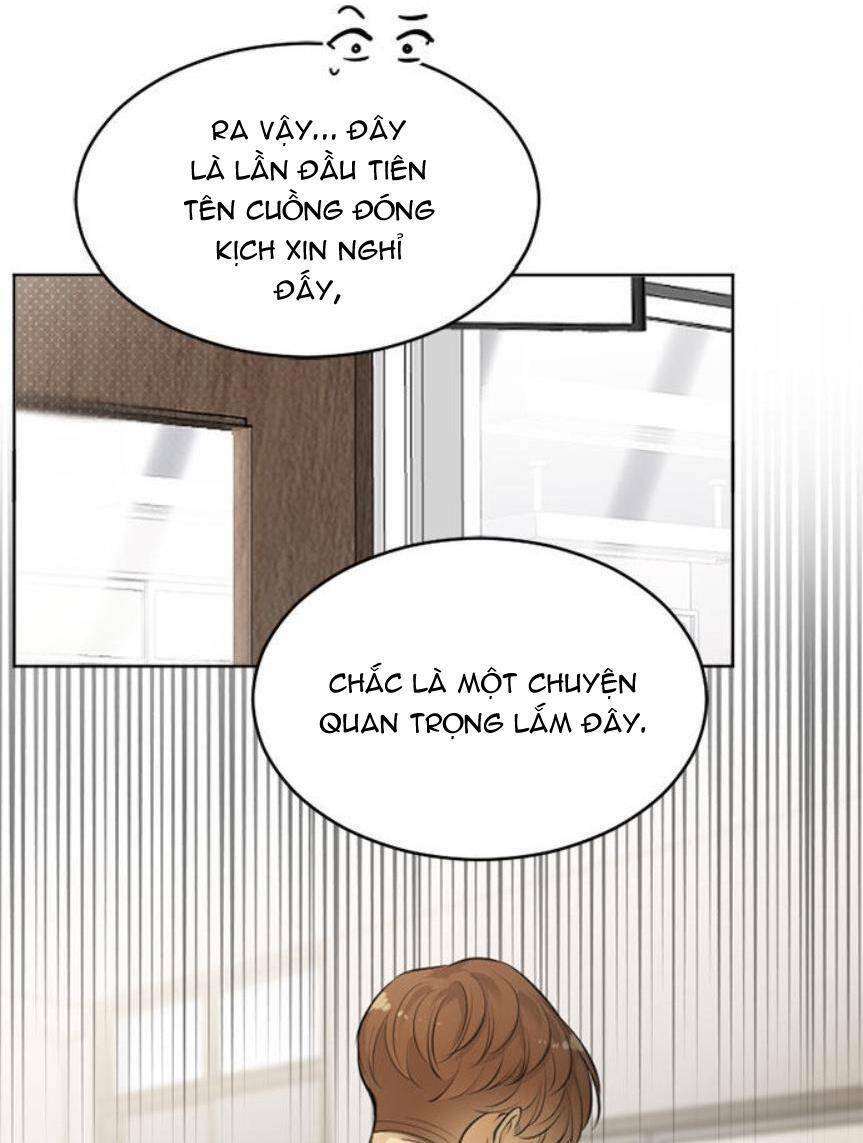 RA VẬY... ĐÂY
LÀ LẦN ĐẦU TIÊN
TÊN CUỒNG ĐÓNG
KỊCH XIN NGHỈ
ĐẤY,
CHẮC LÀ MỘT CHUYỆN
QUAN TRỌNG LẮM ĐÂY.